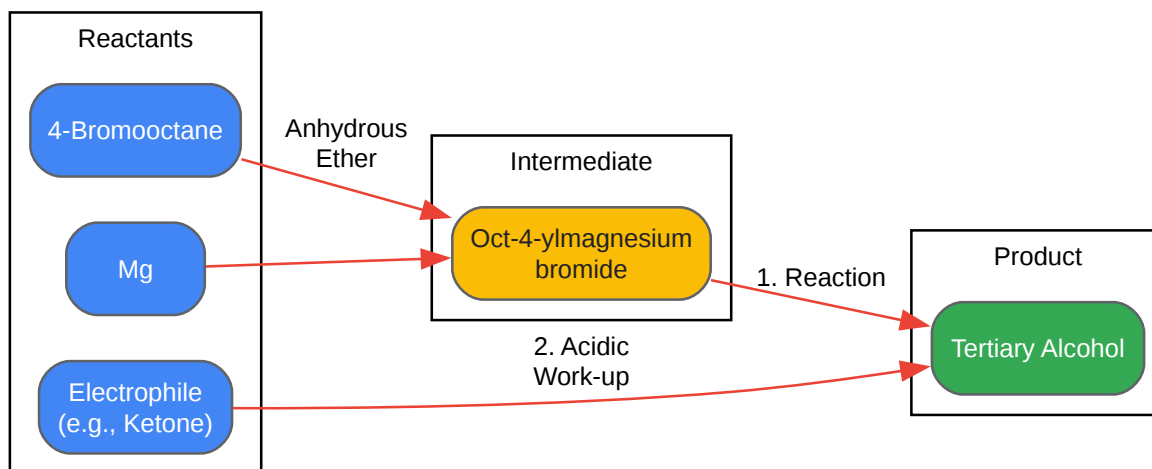 Reactants
4-Bromooctane
Mg
Electrophile
(e.g., Ketone)
Anhydrous
Ether
Intermediate
Oct-4-ylmagnesium
bromide
1. Reaction
2. Acidic
Work-up
Product
Tertiary Alcohol